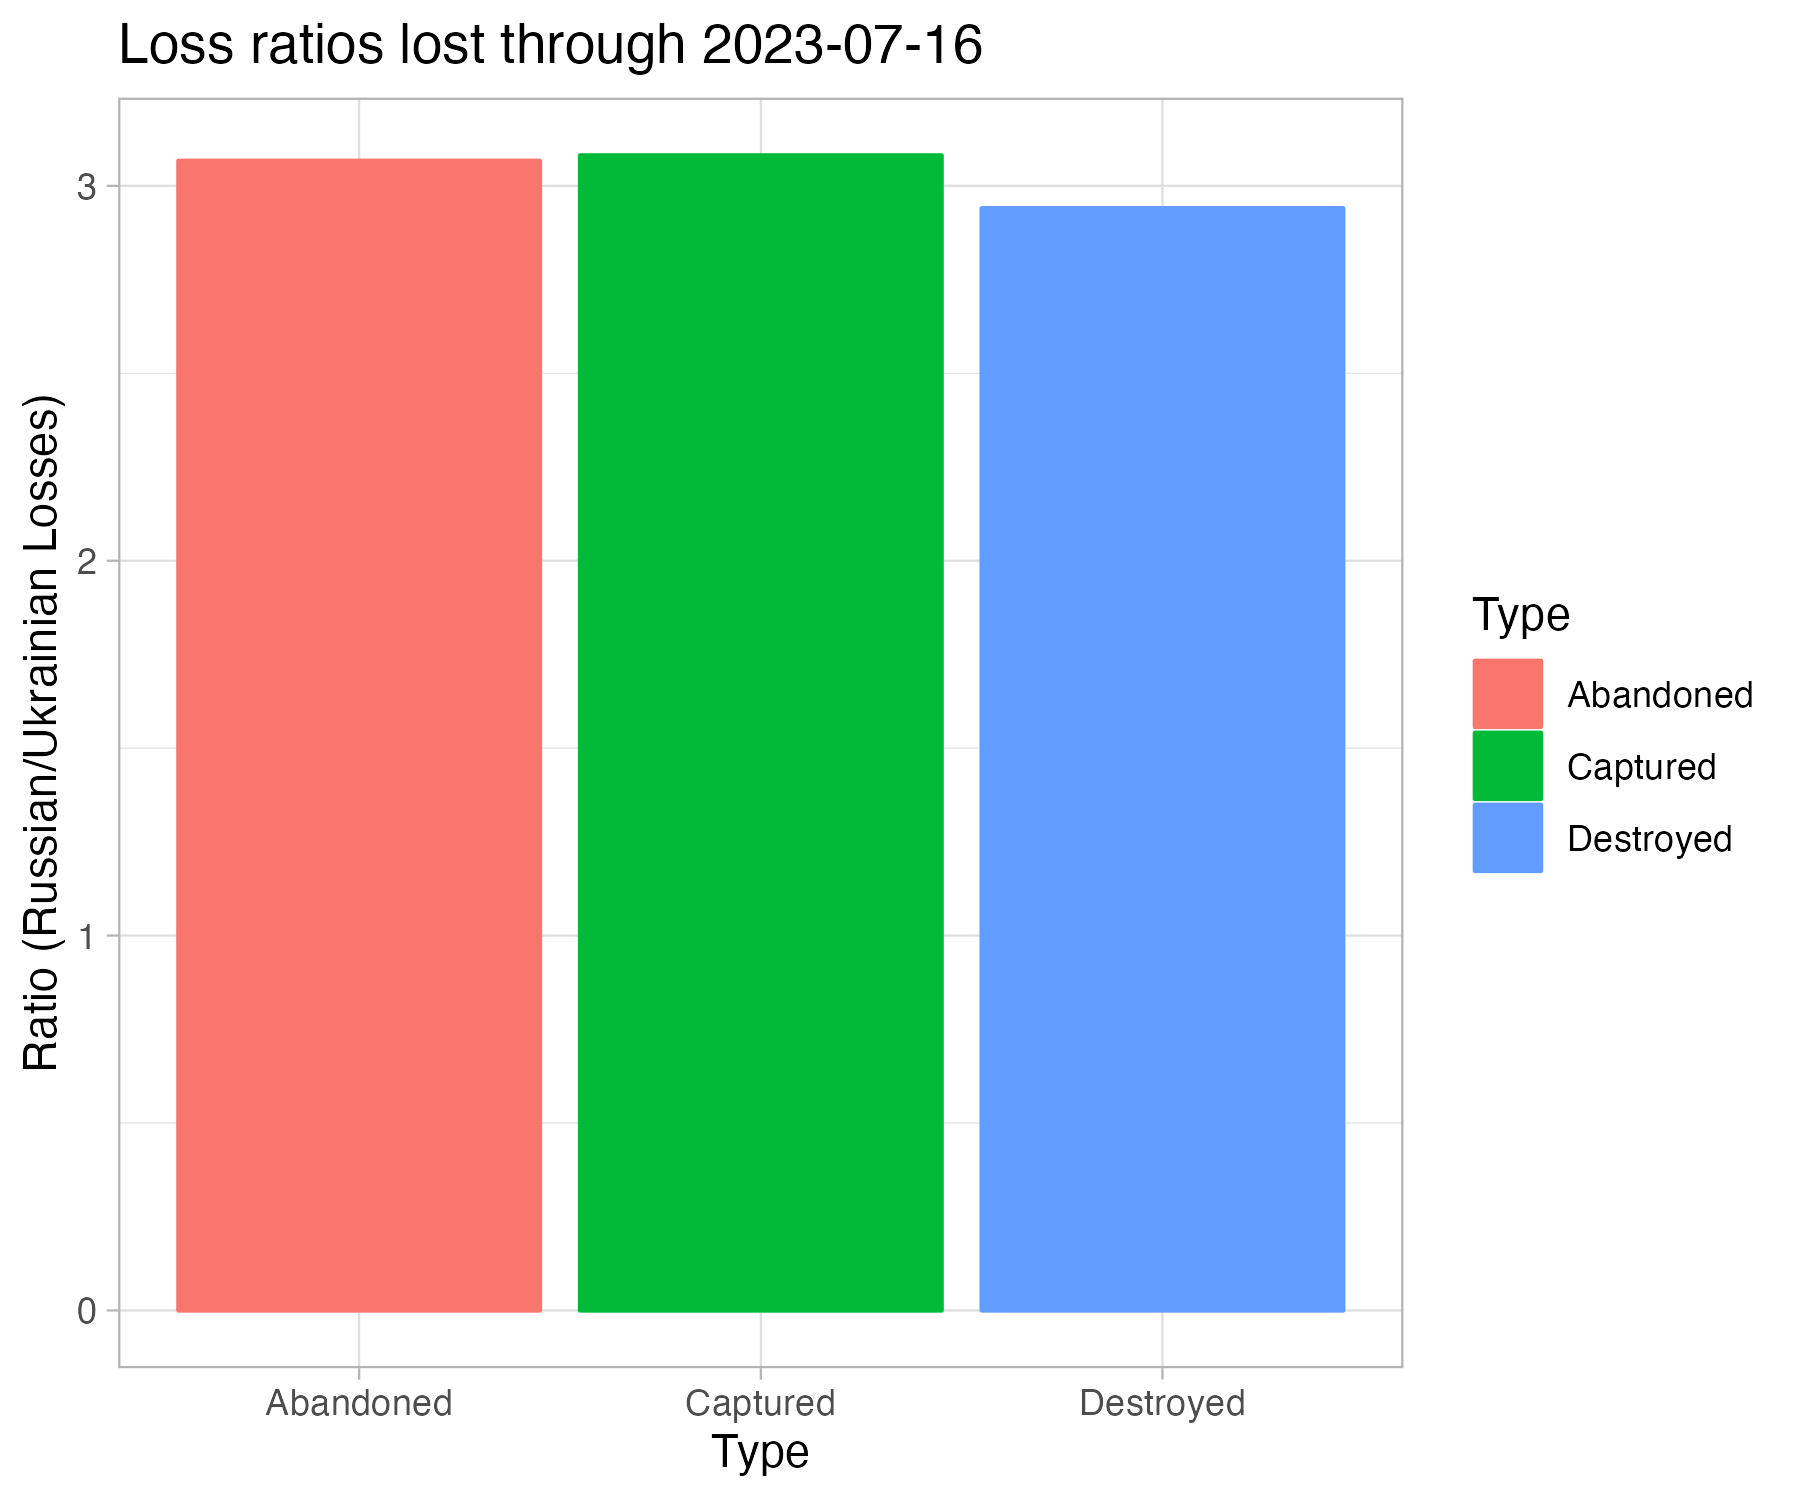 Loss ratios lost through 2023-07-16
Ratio (Russian/Ukrainian Losses)
3
2
1
0
Abandoned
Captured
Destroyed
Type
Type
Abandoned
Captured
Destroyed